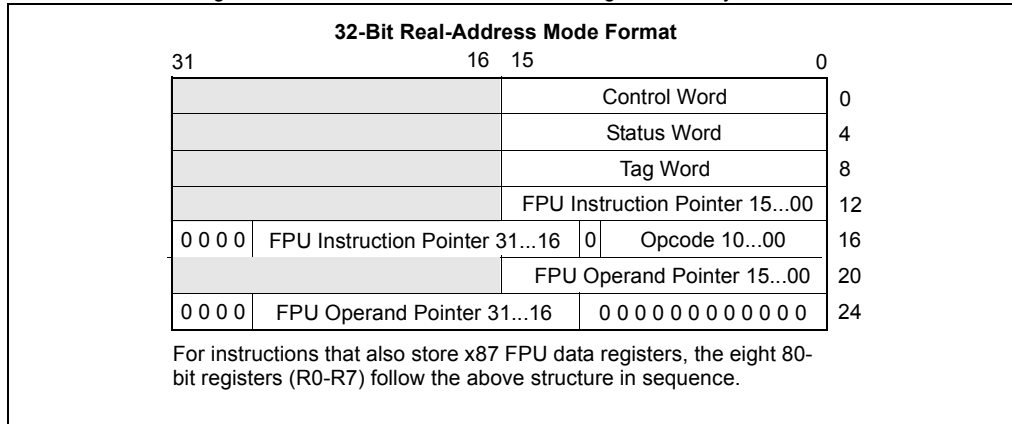 32-Bit Real-Address Mode Format
31 16 15 0
Control Word 0
Status Word 4
Tag Word 8
FPU Instruction Pointer 15...00 12
0 0 0 0 FPU Instruction Pointer 31...16 0 Opcode 10...00 16
FPU Operand Pointer 15...00 20
0 0 0 0 FPU Operand Pointer 31...16 0 0 0 0 0 0 0 0 0 0 0 0 24
For instructions that also store x87 FPU data registers, the eight 80-
bit registers (R0-R7) follow the above structure in sequence.